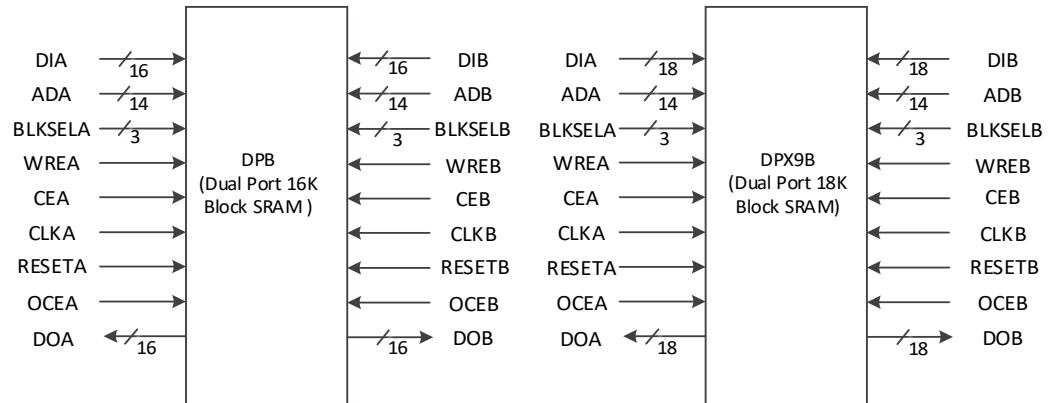 DIA
16
ADA
14
BLKSELA
3
WREA
CEA
CLKA
RESETA
OCEA
DOA
16
DPB
(Dual Port 16K
Block SRAM )
16
DIB
14
ADB
3
BLKSELB
WREB
CEB
CLKB
RESETB
OCEB
16
DOB
DIA
18
ADA
14
BLKSELA
3
WREA
CEA
CLKA
RESETA
OCEA
DOA
18
DPX9B
(Dual Port 18K
Block SRAM)
18
DIB
14
ADB
3
BLKSELB
WREB
CEB
CLKB
RESETB
OCEB
18
DOB